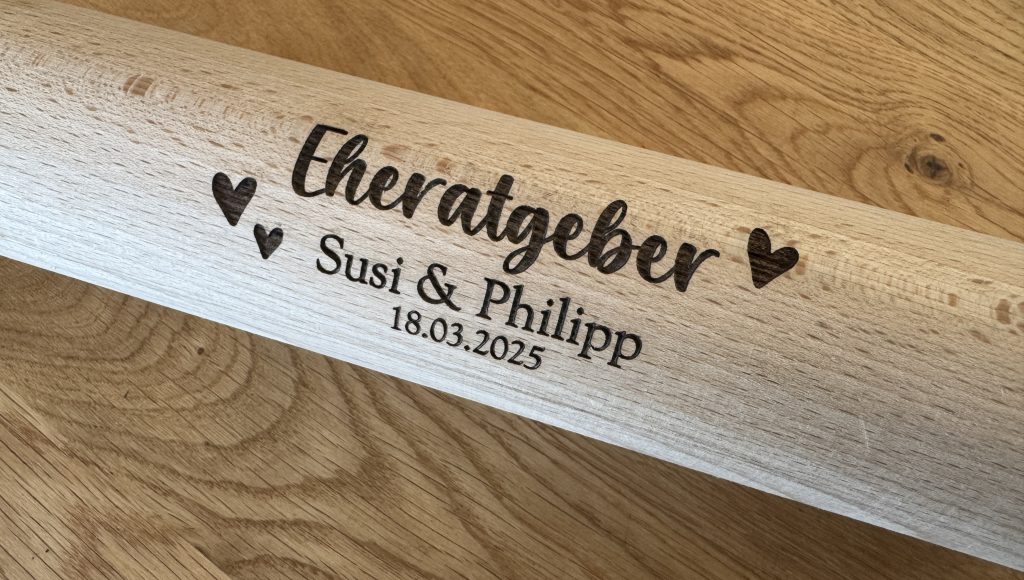 Eheratgeber
Susi & Philipp
18.03.2025